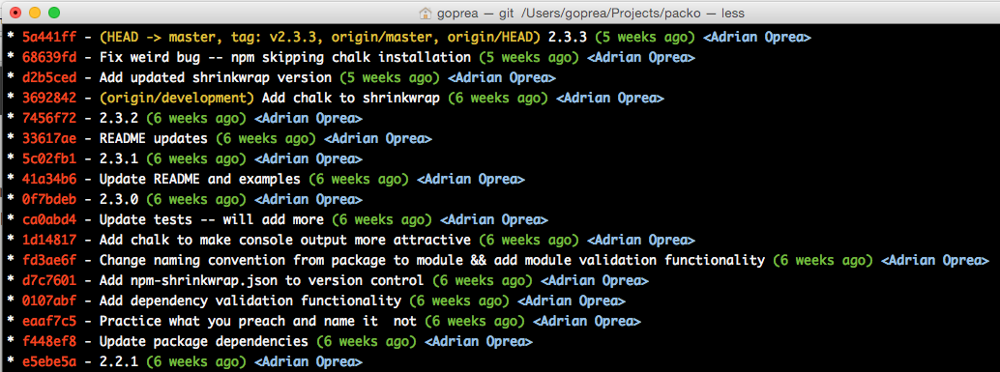 goprea — git /Users/goprea/Projects/packo — less
* 5a441ff - (HEAD -> master, tag: v2.3.3, origin/master, origin/HEAD) 2.3.3 (5 weeks ago) <Adrian Oprea>
* 68639fd - Fix weird bug -- npm skipping chalk installation (5 weeks ago) <Adrian Oprea>
* d2b5ced - Add updated shrinkwrap version (5 weeks ago) <Adrian Oprea>
* 3692842 - (origin/development) Add chalk to shrinkwrap (6 weeks ago) <Adrian Oprea>
* 7456f72 - 2.3.2 (6 weeks ago) <Adrian Oprea>
* 33617ae - README updates (6 weeks ago) <Adrian Oprea>
* 5c02fb1 - 2.3.1 (6 weeks ago) <Adrian Oprea>
* 41a34b6 - Update README and examples (6 weeks ago) <Adrian Oprea>
* 0f7bdeb - 2.3.0 (6 weeks ago) <Adrian Oprea>
* ca0abd4 - Update tests -- will add more (6 weeks ago) <Adrian Oprea>
* 1d14817 - Add chalk to make console output more attractive (6 weeks ago) <Adrian Oprea>
* fd3ae6f - Change naming convention from package to module && add module validation functionality (6 weeks ago) <Adrian Oprea>
* d7c7601 - Add npm-shrinkwrap.json to version control (6 weeks ago) <Adrian Oprea>
* 0107abf - Add dependency validation functionality (6 weeks ago) <Adrian Oprea>
* eaaf7c5 - Practice what you preach and name it  not (6 weeks ago) <Adrian Oprea>
* f448ef8 - Update package dependencies (6 weeks ago) <Adrian Oprea>
* e5ebe5a - 2.2.1 (6 weeks ago) <Adrian Oprea>